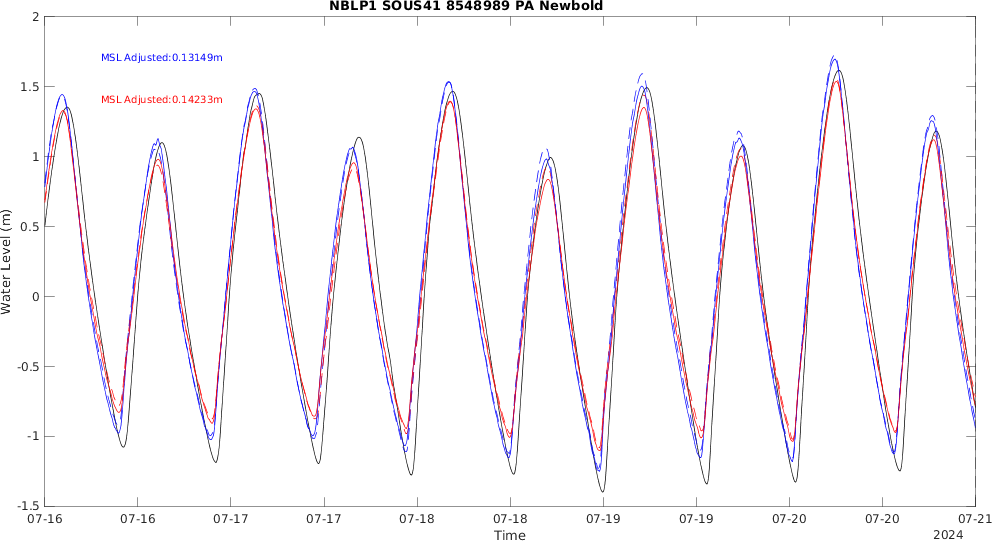 NBLP1 SOUS41 8548989 PA Newbold
2
1.5
1
0.5
0
-0.5
-1
-1.5
Water Level (m)
MSL Adjusted:0.13149m
MSL Adjusted:0.14233m
07-16 07-16 07-17 07-17 07-18 07-18 07-19 07-19 07-20 07-20 07-21
Time
2024